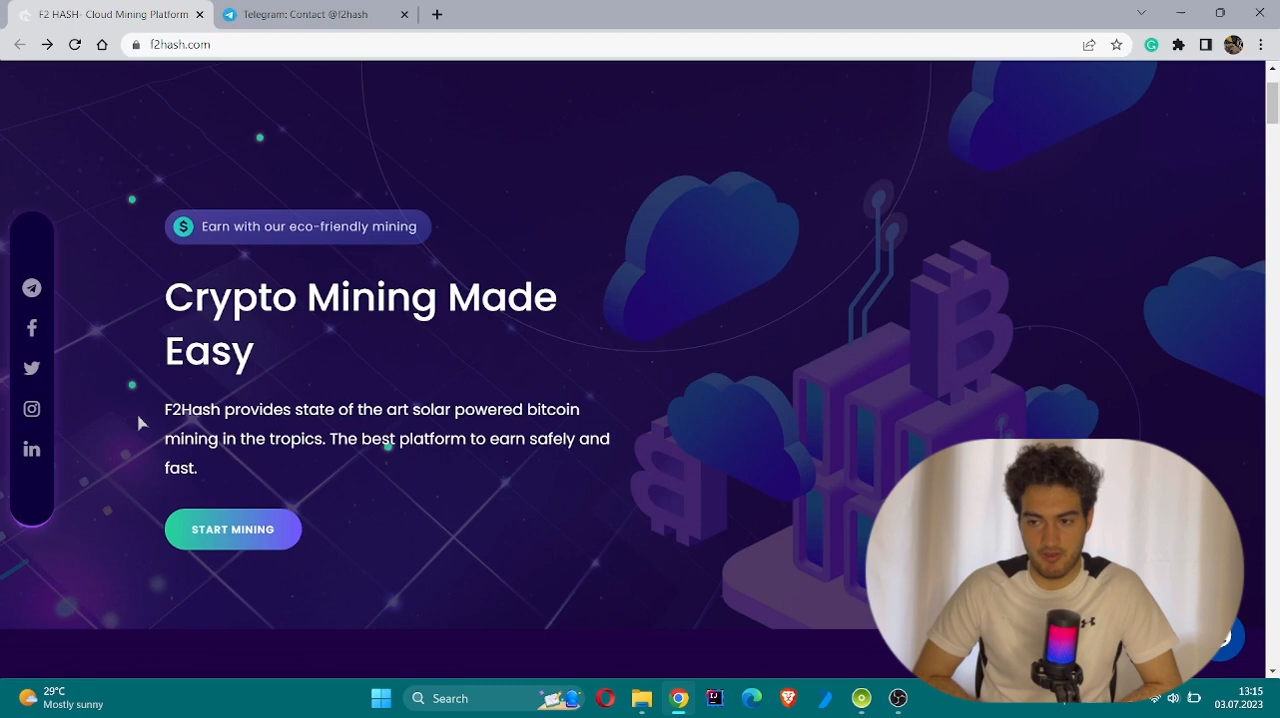 F2 HASH- Cloud Mining Platform
Telegram: Contact @f2hash
f2hash.com
Earn with our eco-friendly mining
Crypto Mining Made
Easy
F2Hash provides state of the art solar powered bitcoin
mining in the tropics. The best platform to earn safely and
fast.
START MINING
29°C
Mostly sunny
Search
13:15
03.07.2023